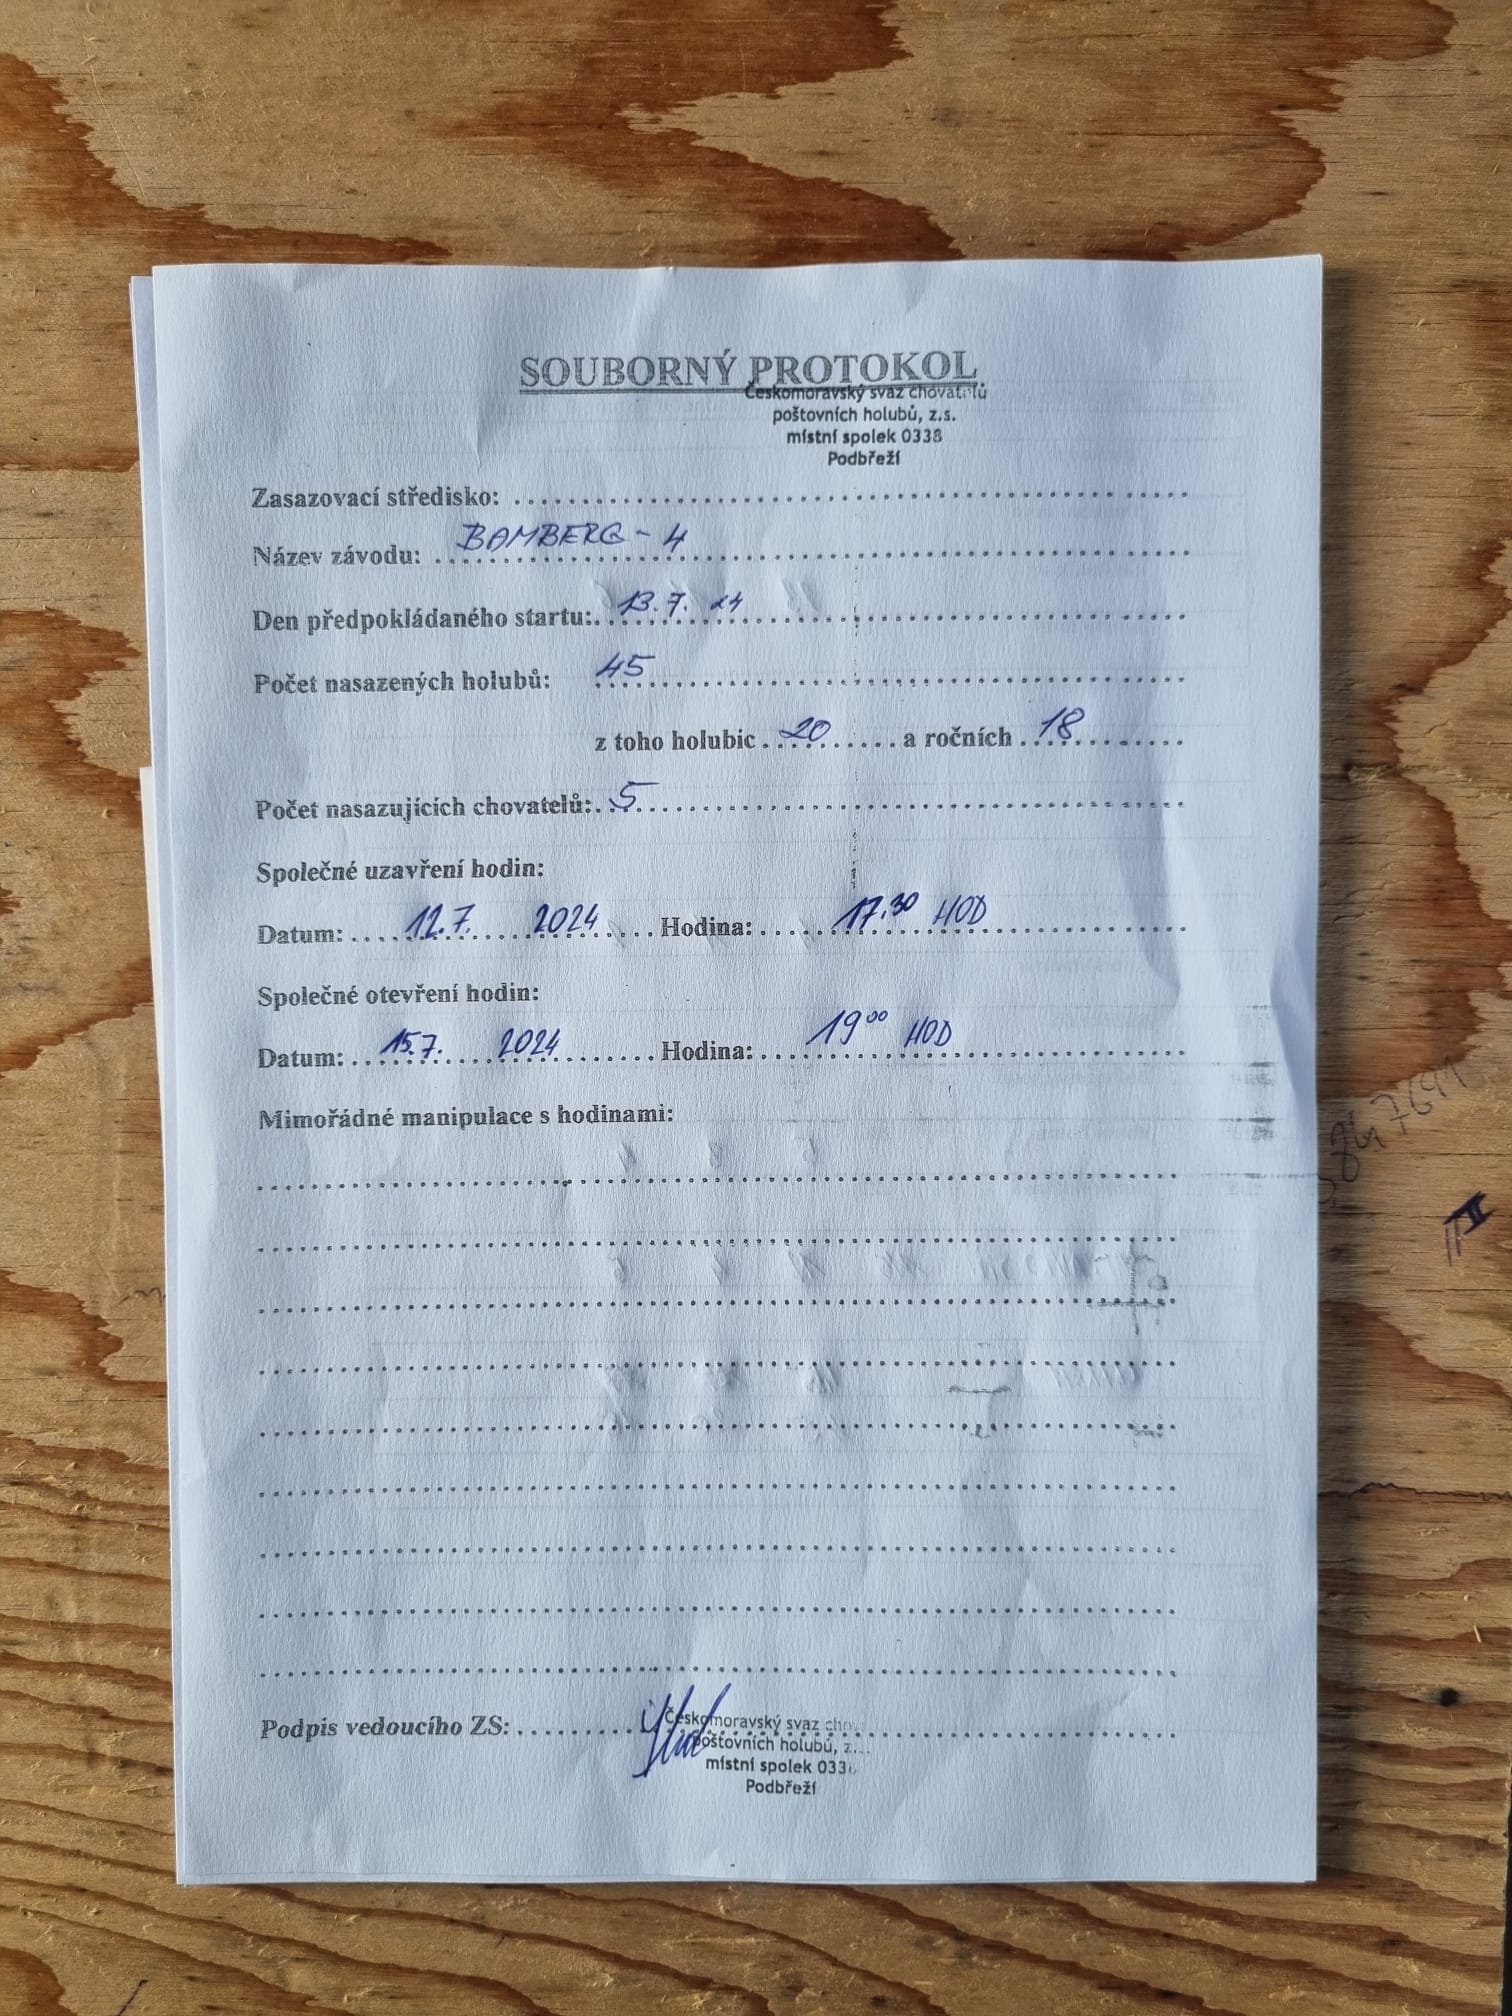 SOUBORNÝ PROTOKOL
Českomoravský svaz chovatelů
poštovních holubů, z.s.
místní spolek 0338
Podbřeží
Zasazovací středisko:
Název závodu: BAMBERG - 4
Den předpokládaného startu: 13.7. 24
Počet nasazených holubů: 45
z toho holubic 20 a ročních 18
Počet nasazujících chovatelů: 5
Společné uzavření hodin:
Datum: 12.7. 2024 Hodina: 17.30 HOD
Společné otevření hodin:
Datum: 15.7. 2024 Hodina: 19 00 HOD
Mimořádné manipulace s hodinami:
Podpis vedoucího ZS:
Českomoravský svaz
poštovních holubů, z.
místní spolek
Podbřeží